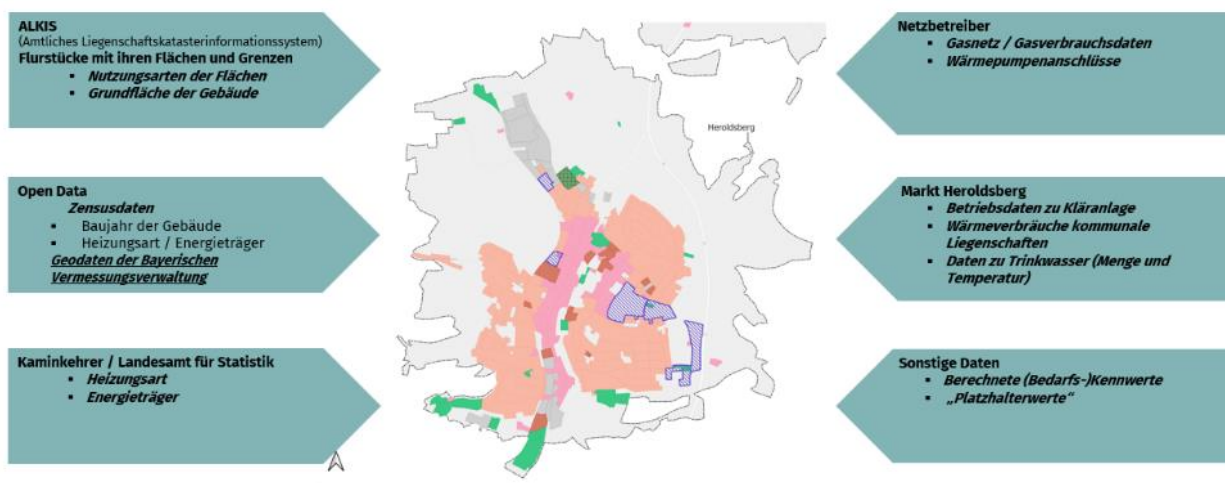 ALKIS
(Amtliches Liegenschaftskatasterinformationssystem)
Flurstücke mit ihren Flächen und Grenzen
▪ Nutzungsarten der Flächen
▪ Grundfläche der Gebäude
Open Data
Zensusdaten
▪ Baujahr der Gebäude
▪ Heizungsart / Energieträger
Geodaten der Bayerischen
Vermessungsverwaltung
Kaminkehrer / Landesamt für Statistik
▪ Heizungsart
▪ Energieträger
Heroldsberg
Netzbetreiber
▪ Gasnetz / Gasverbrauchsdaten
▪ Wärmepumpenanschlüsse
Markt Heroldsberg
▪ Betriebsdaten zu Kläranlage
▪ Wärmeverbräuche kommunale
Liegenschaften
▪ Daten zu Trinkwasser (Menge und
Temperatur)
Sonstige Daten
▪ Berechnete (Bedarfs-)Kennwerte
▪ „Platzhalterwerte“